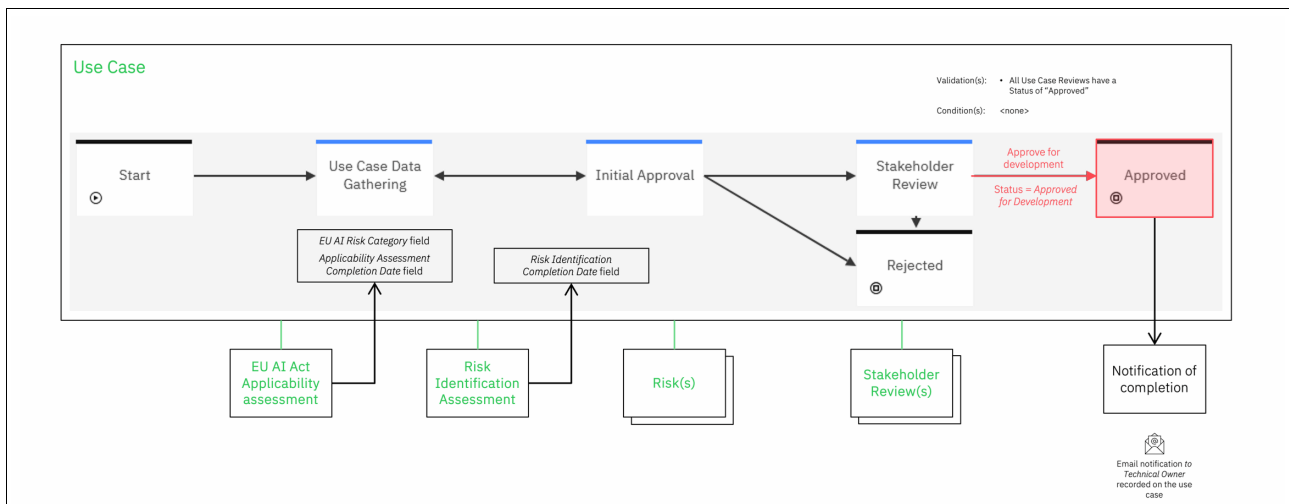 Use Case
Validation(s): • All Use Case Reviews have a
Status of “Approved”
Condition(s): <none>
Start
Use Case Data
Gathering
Initial Approval
Stakeholder
Review
Approve for
development
Status = Approved
for Development
Approved
Rejected
EU AI Risk Category field
Applicability Assessment
Completion Date field
Risk Identification
Completion Date field
EU AI Act
Applicability
assessment
Risk
Identification
Assessment
Risk(s)
Stakeholder
Review(s)
Notification of
completion
Email notification to
Technical Owner
recorded on the use
case